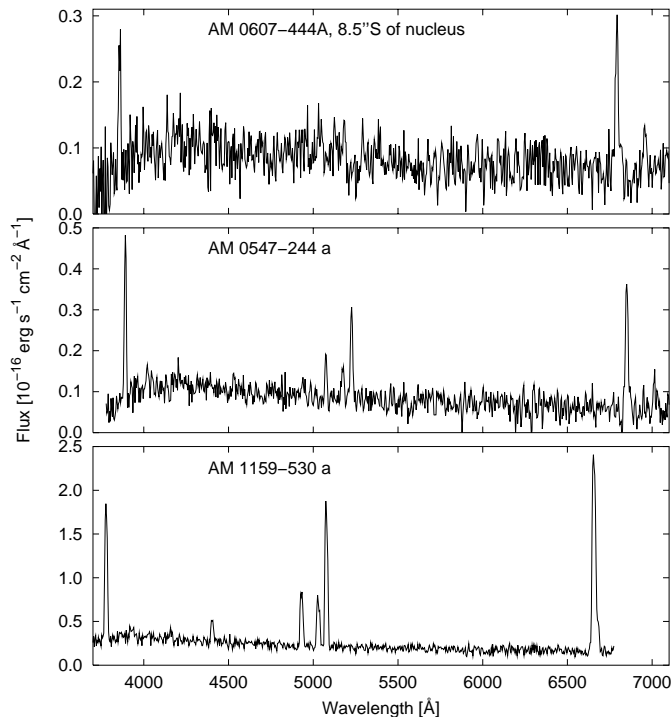 AM 0607−444A, 8.5’’S of nucleus
0.3
0.2
0.1
0.0
AM 0547−244 a
0.5
0.4
0.3
0.2
0.1
0.0
AM 1159−530 a
2.5
2.0
1.5
1.0
0.5
0.0
Flux [10−16 erg s−1 cm−2 Å−1]
4000 4500 5000 5500 6000 6500 7000
Wavelength [Å]